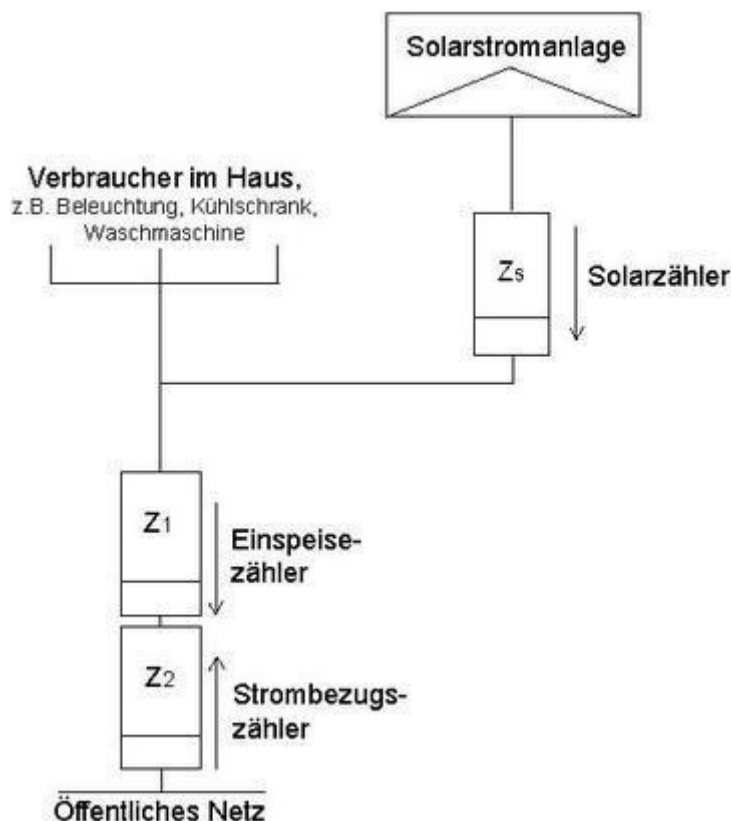 Solarstromanlage
Verbraucher im Haus,
z.B. Beleuchtung, Kühlschrank,
Waschmaschine
Zs
Solarzähler
Z1
Einspeise-
zähler
Z2
Strombezugs-
zähler
Öffentliches Netz